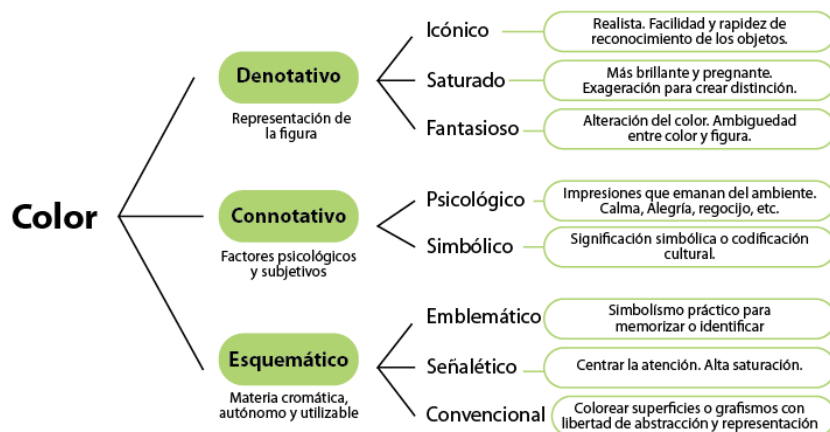 Color
Denotativo
Representación de
la figura
Icónico
Realista. Facilidad y rapidez de
reconocimiento de los objetos.
Saturado
Más brillante y pregnante.
Exageración para crear distinción.
Fantasioso
Alteración del color. Ambiguedad
entre color y figura.
Connotativo
Factores psicológicos
y subjetivos
Psicológico
Impresiones que emanan del ambiente.
Calma, Alegría, regocijo, etc.
Simbólico
Significación simbólica o codificación
cultural.
Esquemático
Materia cromática,
autónomo y utilizable
Emblemático
Simbolísmo práctico para
memorizar o identificar
Señalético
Centrar la atención. Alta saturación.
Convencional
Colorear superficies o grafismos con
libertad de abstracción y representación